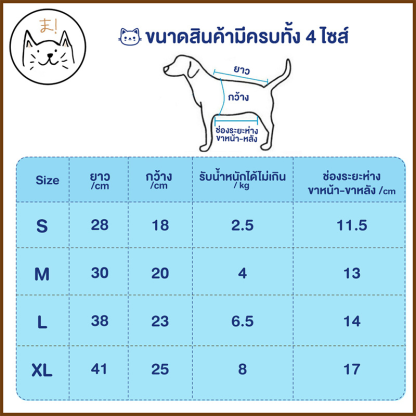 ま!
ขนาดสินค้ามีครบทั้ง 4 ไซส์
ยาว
กว้าง
ช่องระยะห่าง
ขาหน้า-หลัง
Size ยาว /cm กว้าง /cm รับน้ำหนักได้ไม่เกิน / kg ช่องระยะห่าง ขาหน้า-ขาหลัง /cm
S 28 18 2.5 11.5
M 30 20 4 13
L 38 23 6.5 14
XL 41 25 8 17